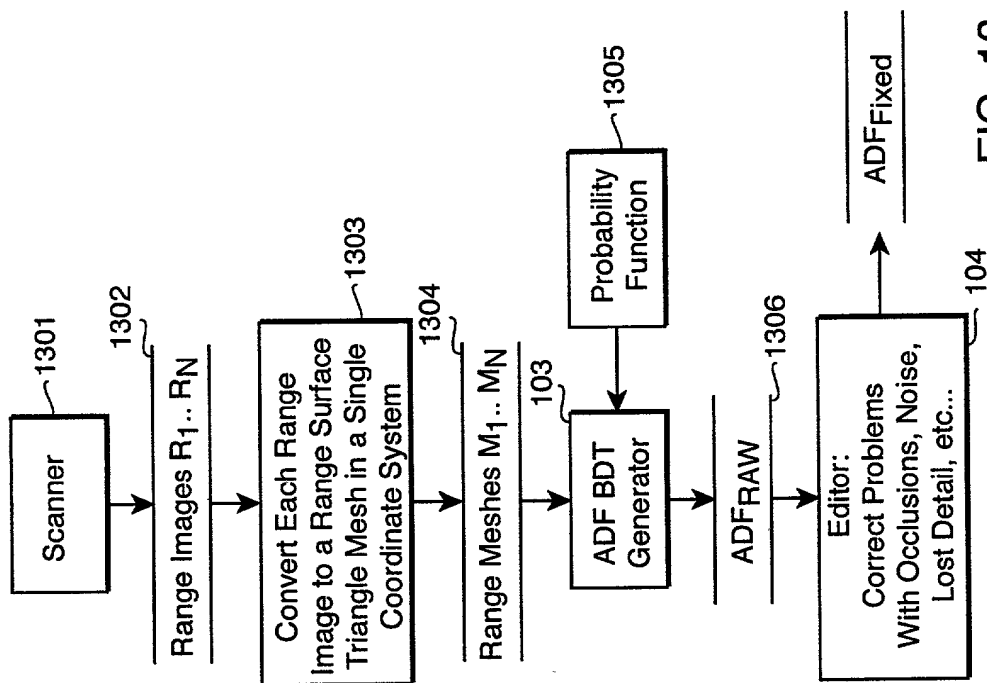 1301
Scanner
1302
Range Images R1.. RN
1303
Convert Each Range
Image to a Range Surface
Triangle Mesh in a Single
Coordinate System
1304
Range Meshes M1.. MN
103
ADF BDT
Generator
1305
Probability
Function
1306
ADFRAW
Editor:
Correct Problems
With Occlusions, Noise,
Lost Detail, etc...
104
ADFFixed
FIG.